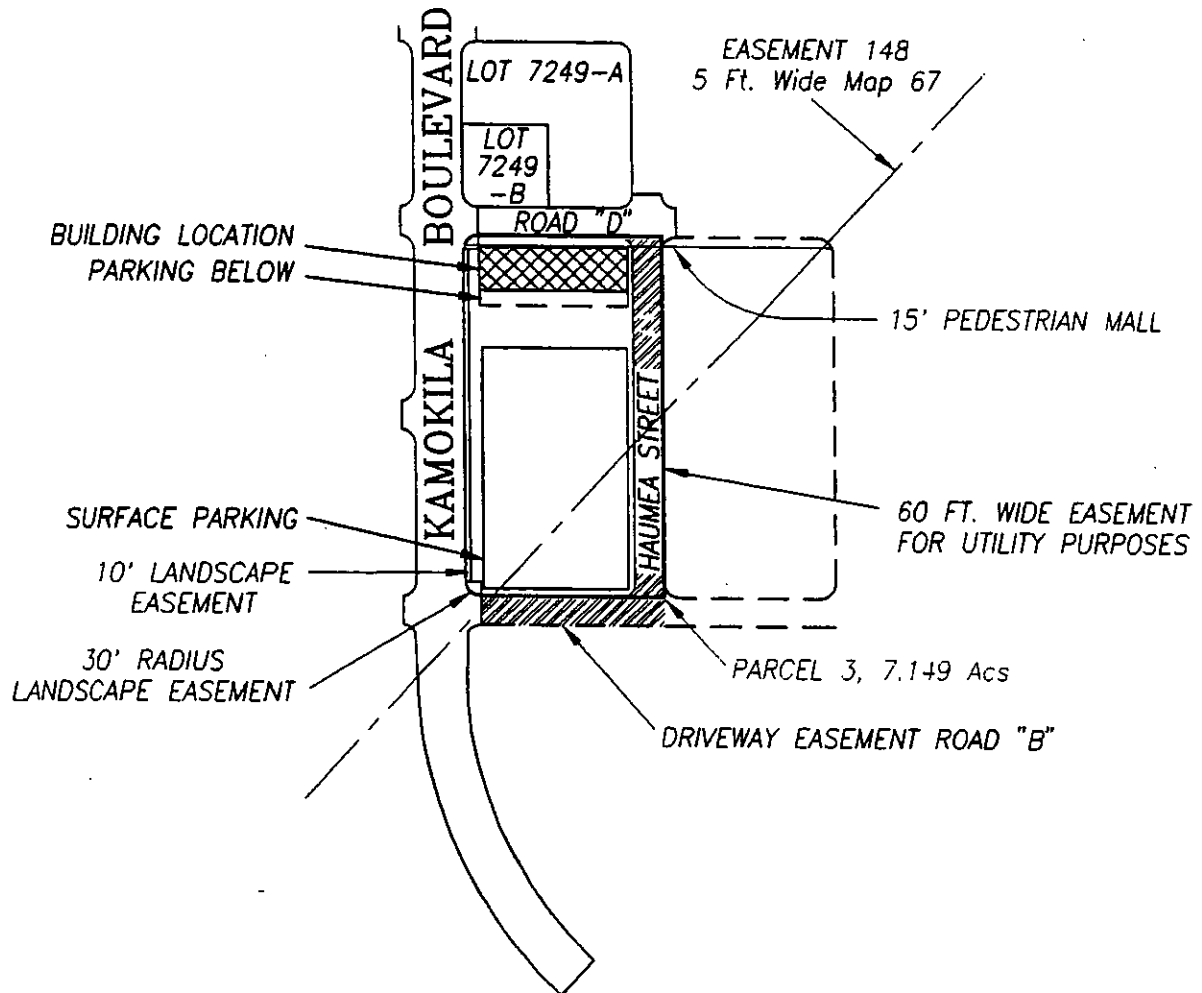 EASEMENT 148
5 Ft. Wide Map 67
LOT 7249-A
LOT
7249
-B
KAMOKILA BOULEVARD
ROAD "D"
BUILDING LOCATION
PARKING BELOW
15' PEDESTRIAN MALL
HAUMEA STREET
SURFACE PARKING
10' LANDSCAPE
EASEMENT
30' RADIUS
LANDSCAPE EASEMENT
60 FT. WIDE EASEMENT
FOR UTILITY PURPOSES
PARCEL 3, 7.149 Acs
DRIVEWAY EASEMENT ROAD "B"